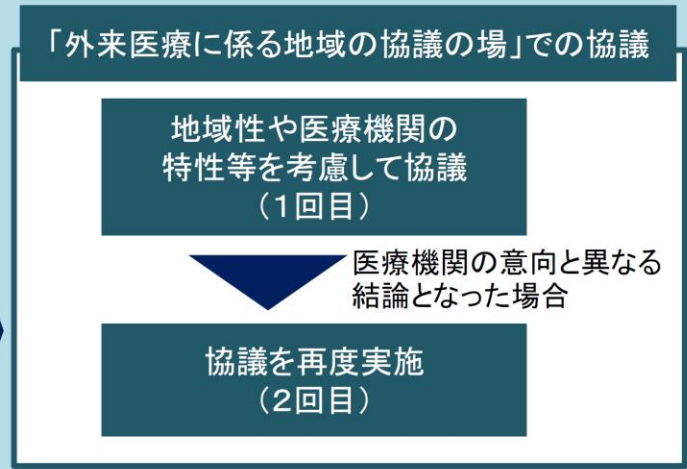 「外来医療に係る地域の協議の場」での協議
地域性や医療機関の
特性等を考慮して協議
（１回目）
医療機関の意向と異なる
結論となった場合
協議を再度実施
（２回目）